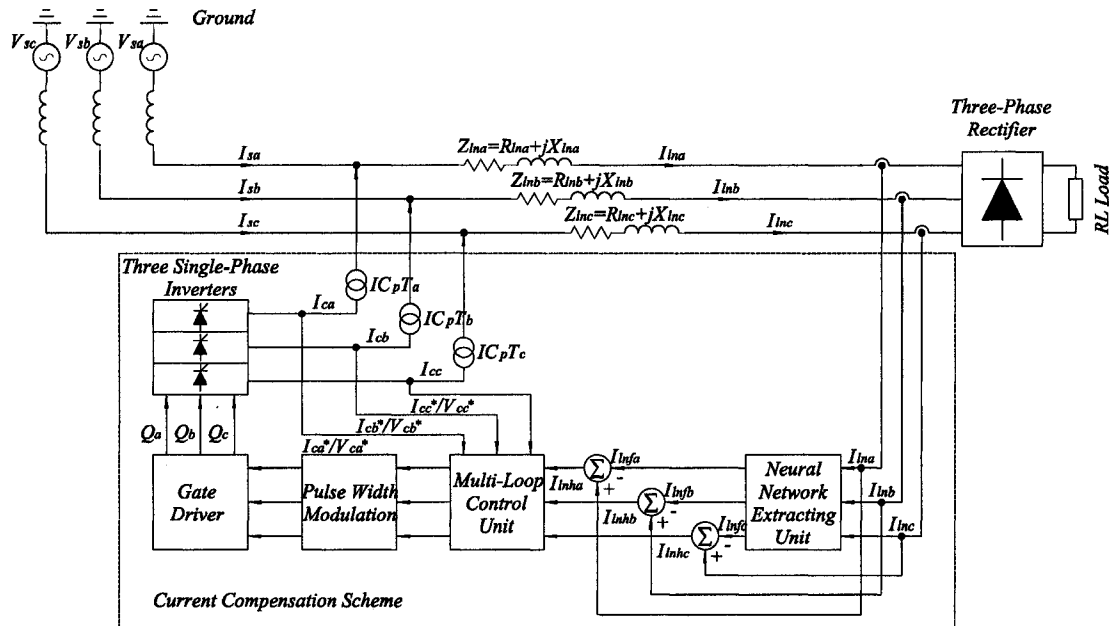 Ground
Vsc
Vsb
Vsa
Three-Phase
Rectifier
Isa
Zlna=Rlna+jXlna
Ilna
Isb
Zlnb=Rlnb+jXlnb
Ilnb
Isc
Zlnc=Rlnc+jXlnc
Ilnc
RL Load
Three Single-Phase
Inverters
Ica
ICpTa
Icb
ICpTb
Icc
ICpTc
Icc*/Vcc*
Icb*/Vcb*
Ica*/Vca*
Qa
Qb
Qc
Gate
Driver
Pulse Width
Modulation
Multi-Loop
Control
Unit
Σ
+
-
Ilnfa
Ilnha
Σ
+
-
Ilnfb
Ilnhb
Σ
+
-
Ilnfc
Ilnhc
Neural
Network
Extracting
Unit
Ilna
Ilnb
Ilnc
Current Compensation Scheme